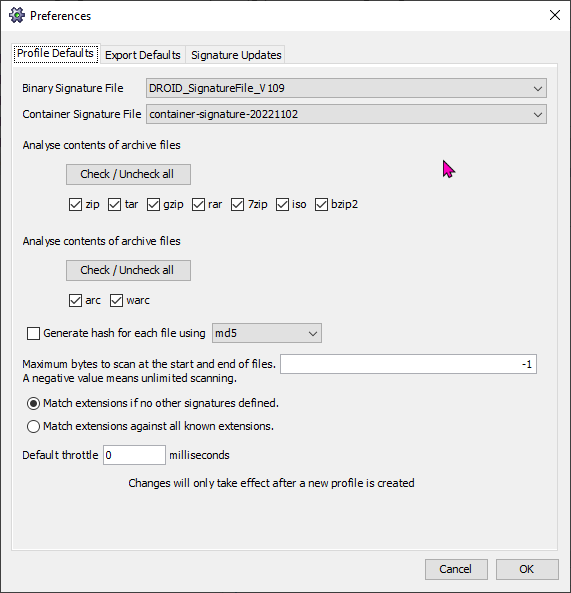 Preferences
Profile Defaults Export Defaults Signature Updates
Binary Signature File DROID_SignatureFile_V109
Container Signature File container-signature-20221102
Analyse contents of archive files
Check / Uncheck all
zip tar gzip rar 7zip iso bzip2
Analyse contents of archive files
Check / Uncheck all
arc warc
Generate hash for each file using md5
Maximum bytes to scan at the start and end of files. -1
A negative value means unlimited scanning.
Match extensions if no other signatures defined.
Match extensions against all known extensions.
Default throttle 0 milliseconds
Changes will only take effect after a new profile is created
Cancel OK